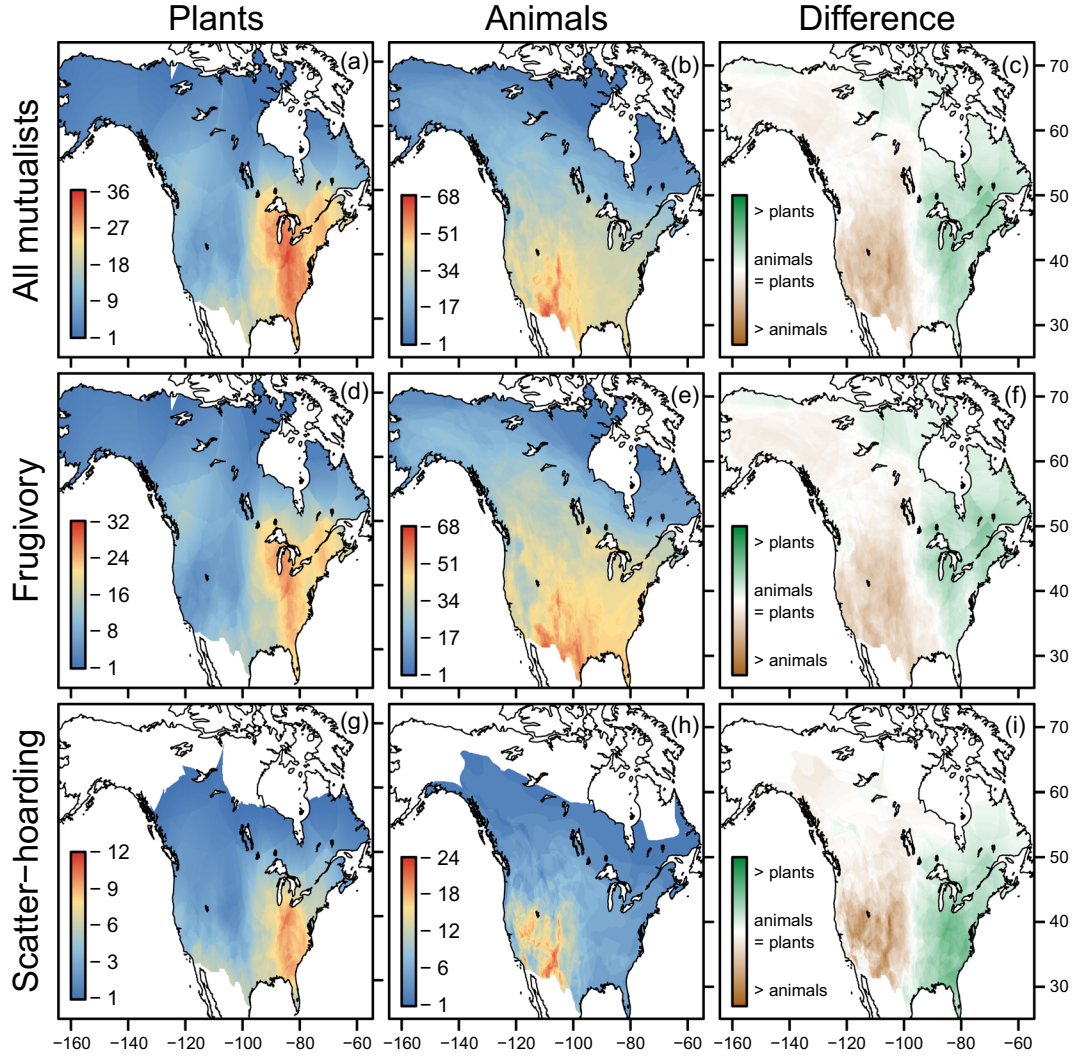 Plants Animals Difference
All mutualists
(a)
− 36
− 27
− 18
− 9
− 1
(b)
− 68
− 51
− 34
− 17
− 1
(c)
> plants
animals
= plants
> animals
70
60
50
40
30
Frugivory
(d)
− 32
− 24
− 16
− 8
− 1
(e)
− 68
− 51
− 34
− 17
− 1
(f)
> plants
animals
= plants
> animals
70
60
50
40
30
Scatter−hoarding
(g)
− 12
− 9
− 6
− 3
− 1
(h)
− 24
− 18
− 12
− 6
− 1
(i)
> plants
animals
= plants
> animals
70
60
50
40
30
−160 −140 −120 −100 −80 −60 −160 −140 −120 −100 −80 −60 −160 −140 −120 −100 −80 −60